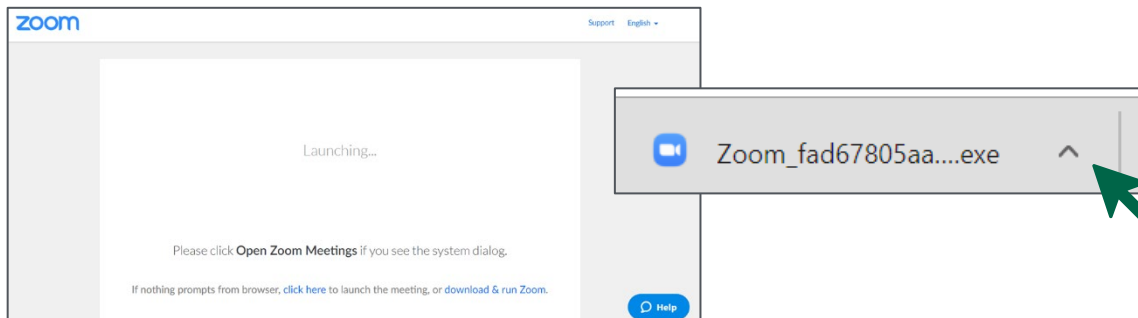 zoom
Support English
Launching...
Zoom_fad67805aa....exe
Please click Open Zoom Meetings if you see the system dialog.
If nothing prompts from browser, click here to launch the meeting, or download & run Zoom.
Help